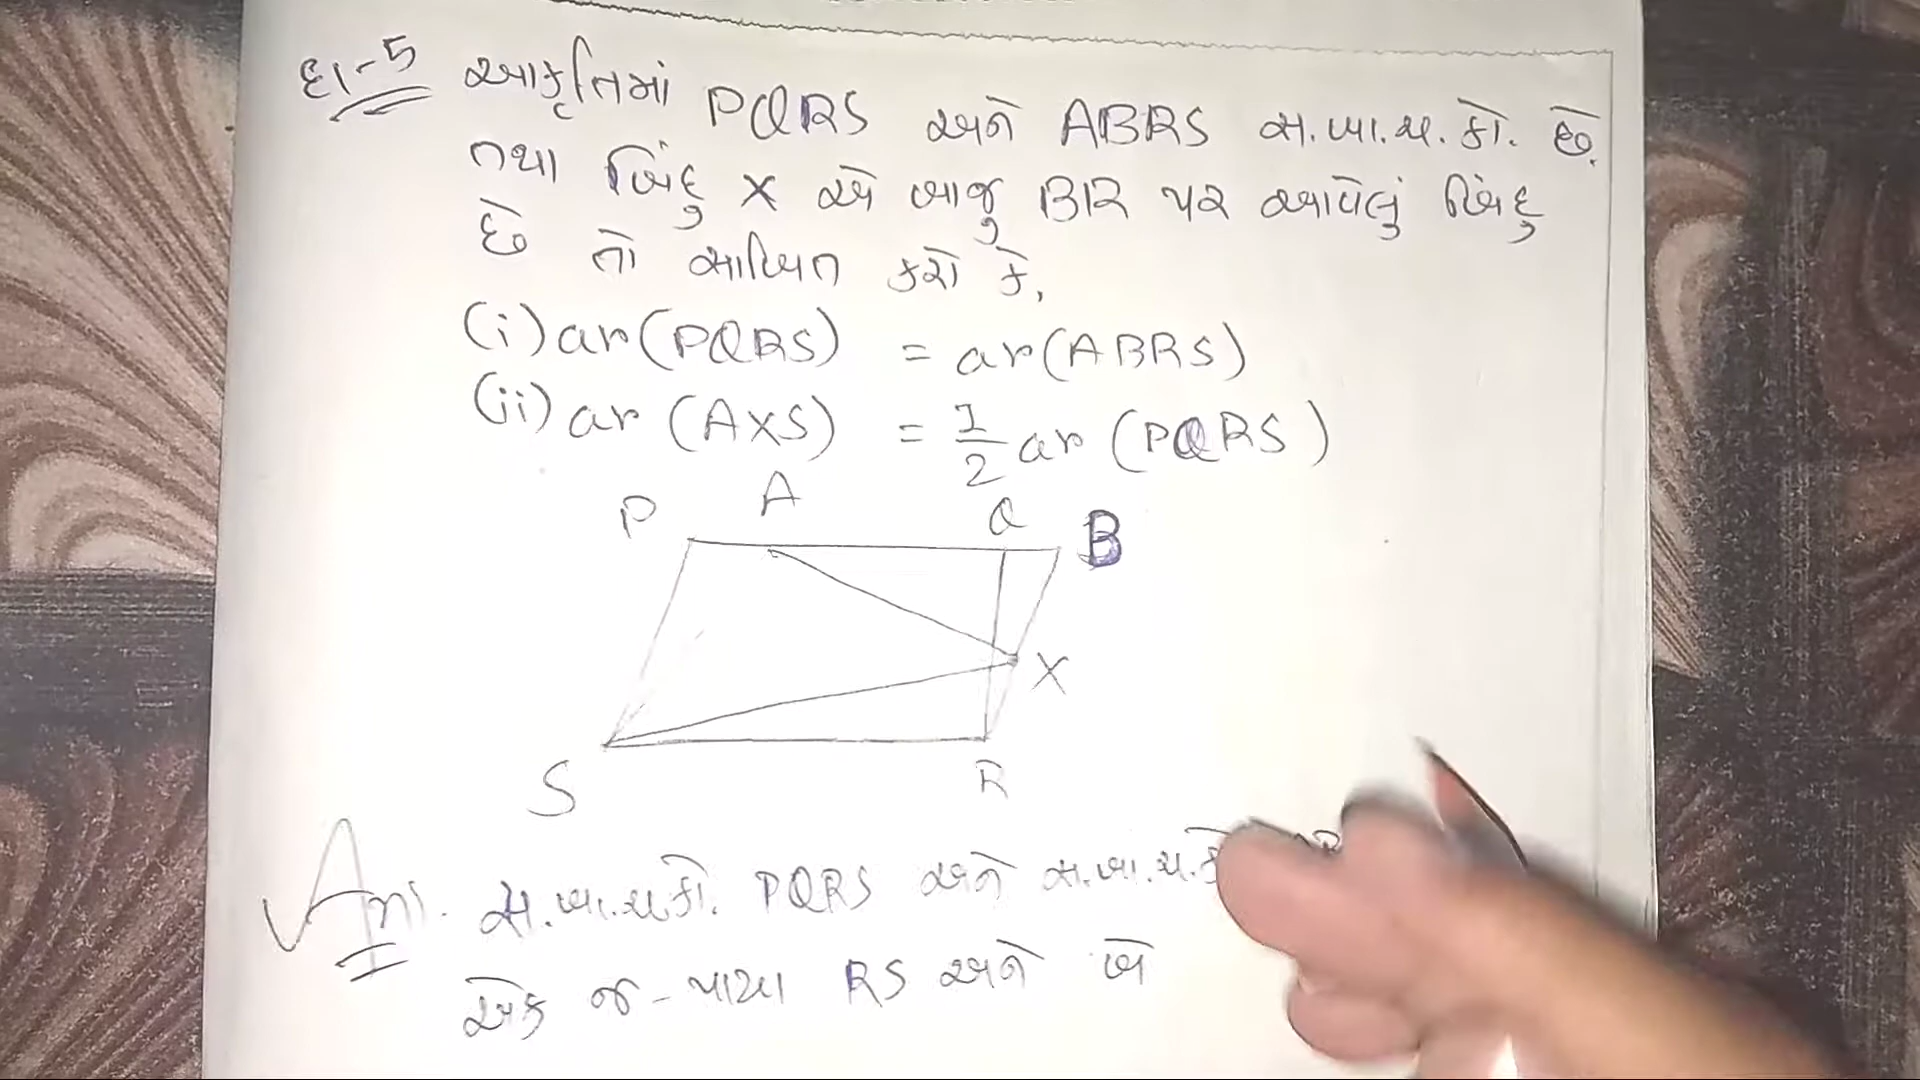 દા-5 આકૃતિમાં PQRS અને ABRS સ.બા.ચ.કો. છે.
તથા બિંદુ X એ બાજુ BR પર આવેલું બિંદુ
છે તો સાબિત કરો કે,
(i) ar(PQRS) = ar(ABRS)
(ii) ar (AXS) = 1/2 ar (PQRS)
P A Q B
X
S R
Ans. સ.બા.ચ.કો. PQRS અને સ.બા.ચ.
એક જ - પાયા RS અને બે